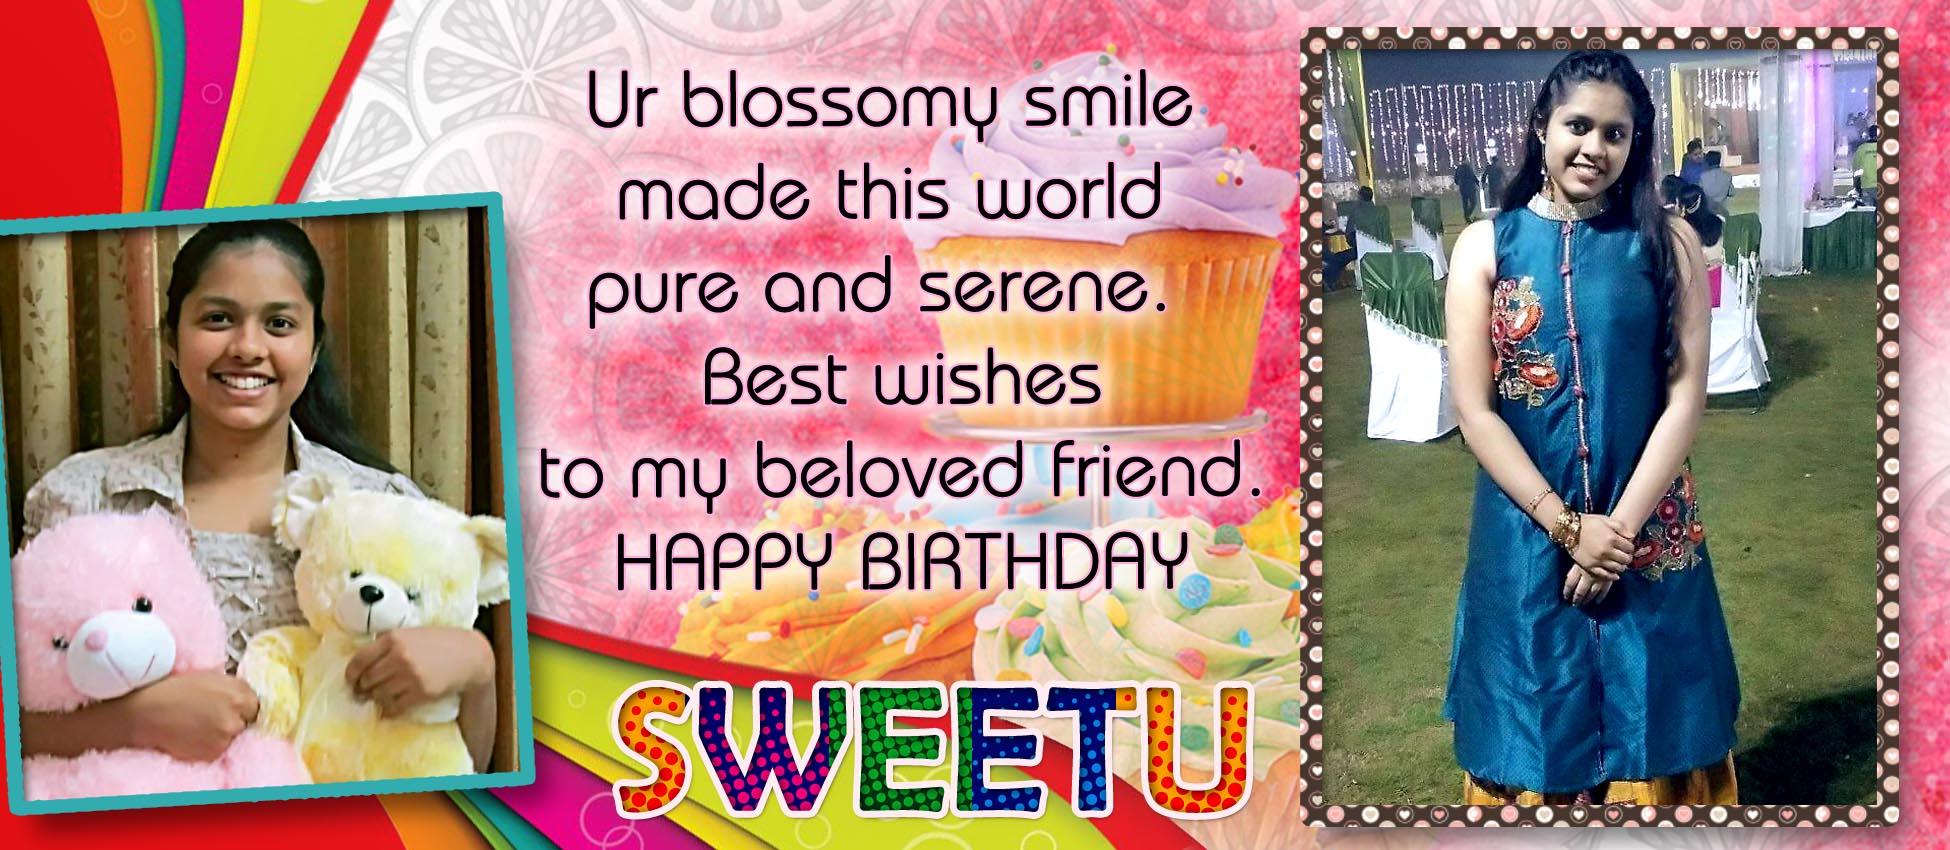 Ur blossomy smile
made this world
pure and serene.
Best wishes
to my beloved friend.
HAPPY BIRTHDAY
SWEETU